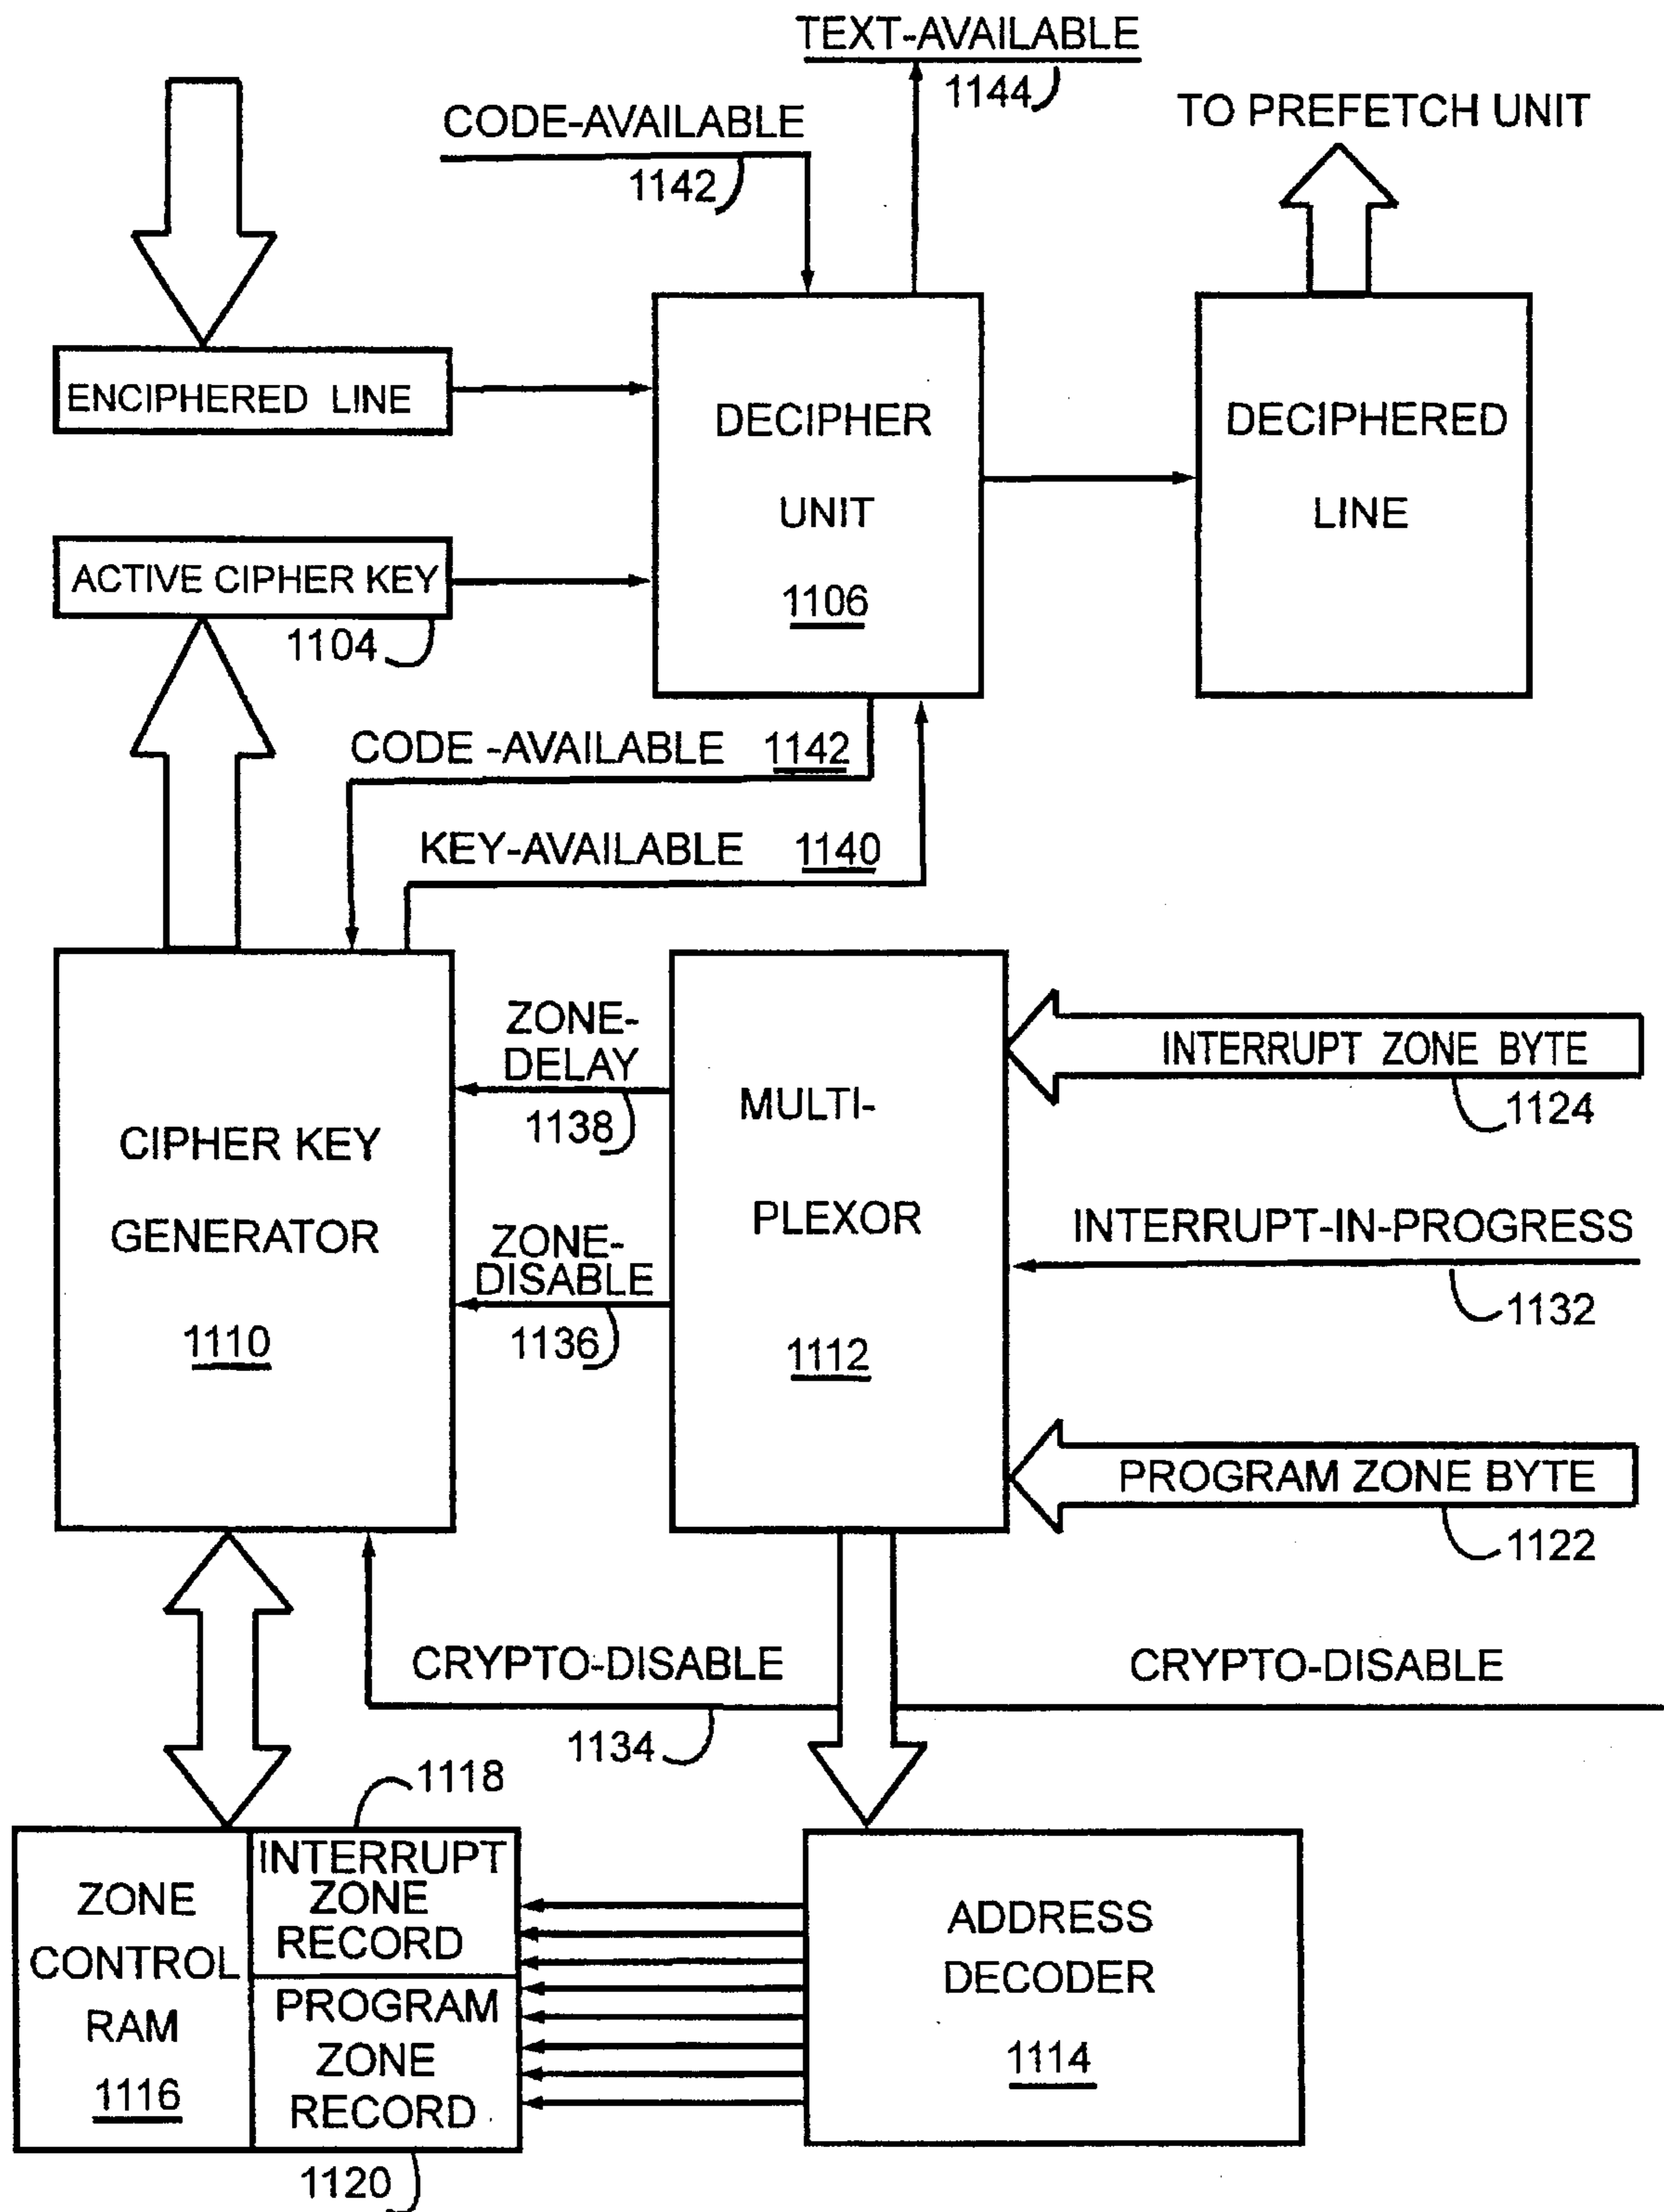 TEXT-AVAILABLE
1144
CODE-AVAILABLE
1142
TO PREFETCH UNIT
ENCIPHERED LINE
DECIPHER
UNIT
1106
DECIPHERED
LINE
ACTIVE CIPHER KEY
1104
CODE -AVAILABLE 1142
KEY-AVAILABLE 1140
CIPHER KEY
GENERATOR
1110
ZONE-
DELAY
1138
ZONE-
DISABLE
1136
MULTI-
PLEXOR
1112
INTERRUPT ZONE BYTE
1124
INTERRUPT-IN-PROGRESS
1132
PROGRAM ZONE BYTE
1122
CRYPTO-DISABLE
1134
CRYPTO-DISABLE
1118
ZONE
CONTROL
RAM
1116
INTERRUPT
ZONE
RECORD
PROGRAM
ZONE
RECORD
1120
ADDRESS
DECODER
1114